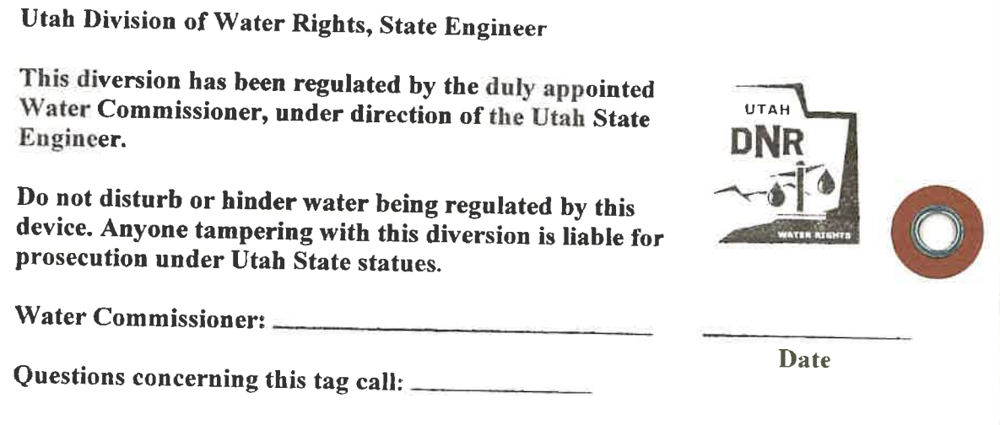 Utah Division of Water Rights, State Engineer
This diversion has been regulated by the duly appointed
Water Commissioner, under direction of the Utah State
Engineer.
Do not disturb or hinder water being regulated by this
device. Anyone tampering with this diversion is liable for
prosecution under Utah State statues.
UTAH
DNR
WATER RIGHTS
Water Commissioner:
Date
Questions concerning this tag call: